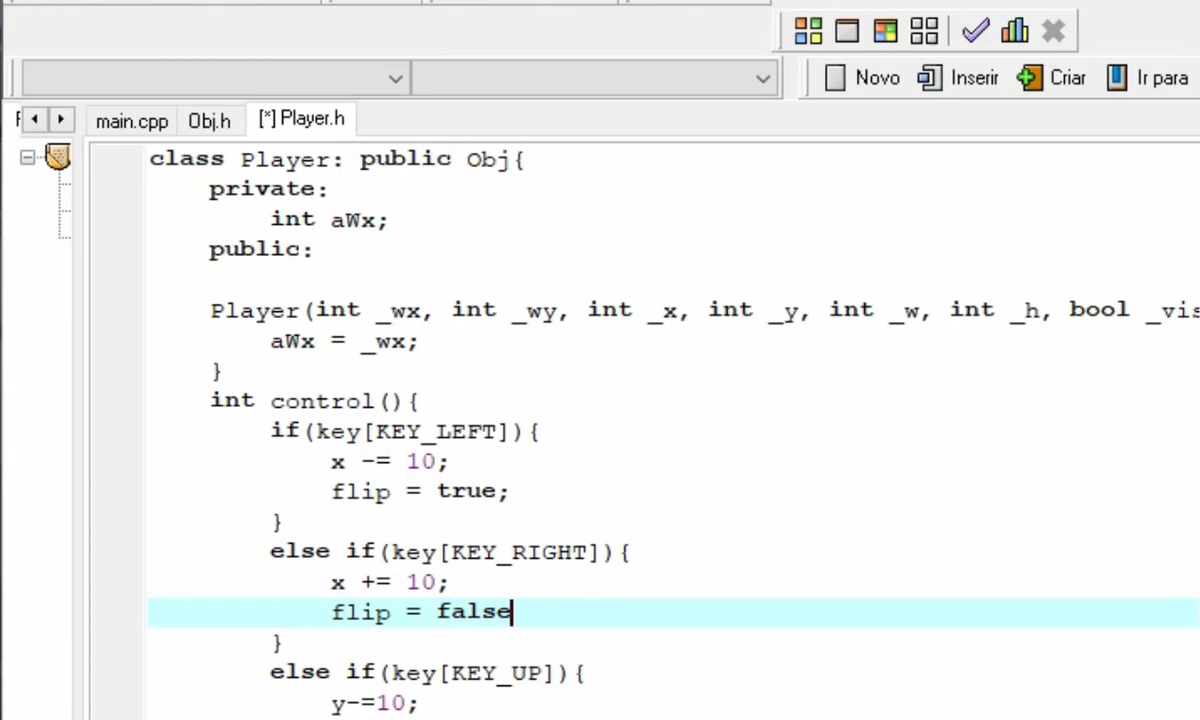 Novo Inserir Criar Ir para
main.cpp Obj.h [*] Player.h
class Player: public Obj{
private:
int aWx;
public:
Player(int _wx, int _wy, int _x, int _y, int _w, int _h, bool _vis
aWx = _wx;
}
int control(){
if(key[KEY_LEFT]){
x -= 10;
flip = true;
}
else if(key[KEY_RIGHT]){
x += 10;
flip = false
}
else if(key[KEY_UP]){
y-=10;